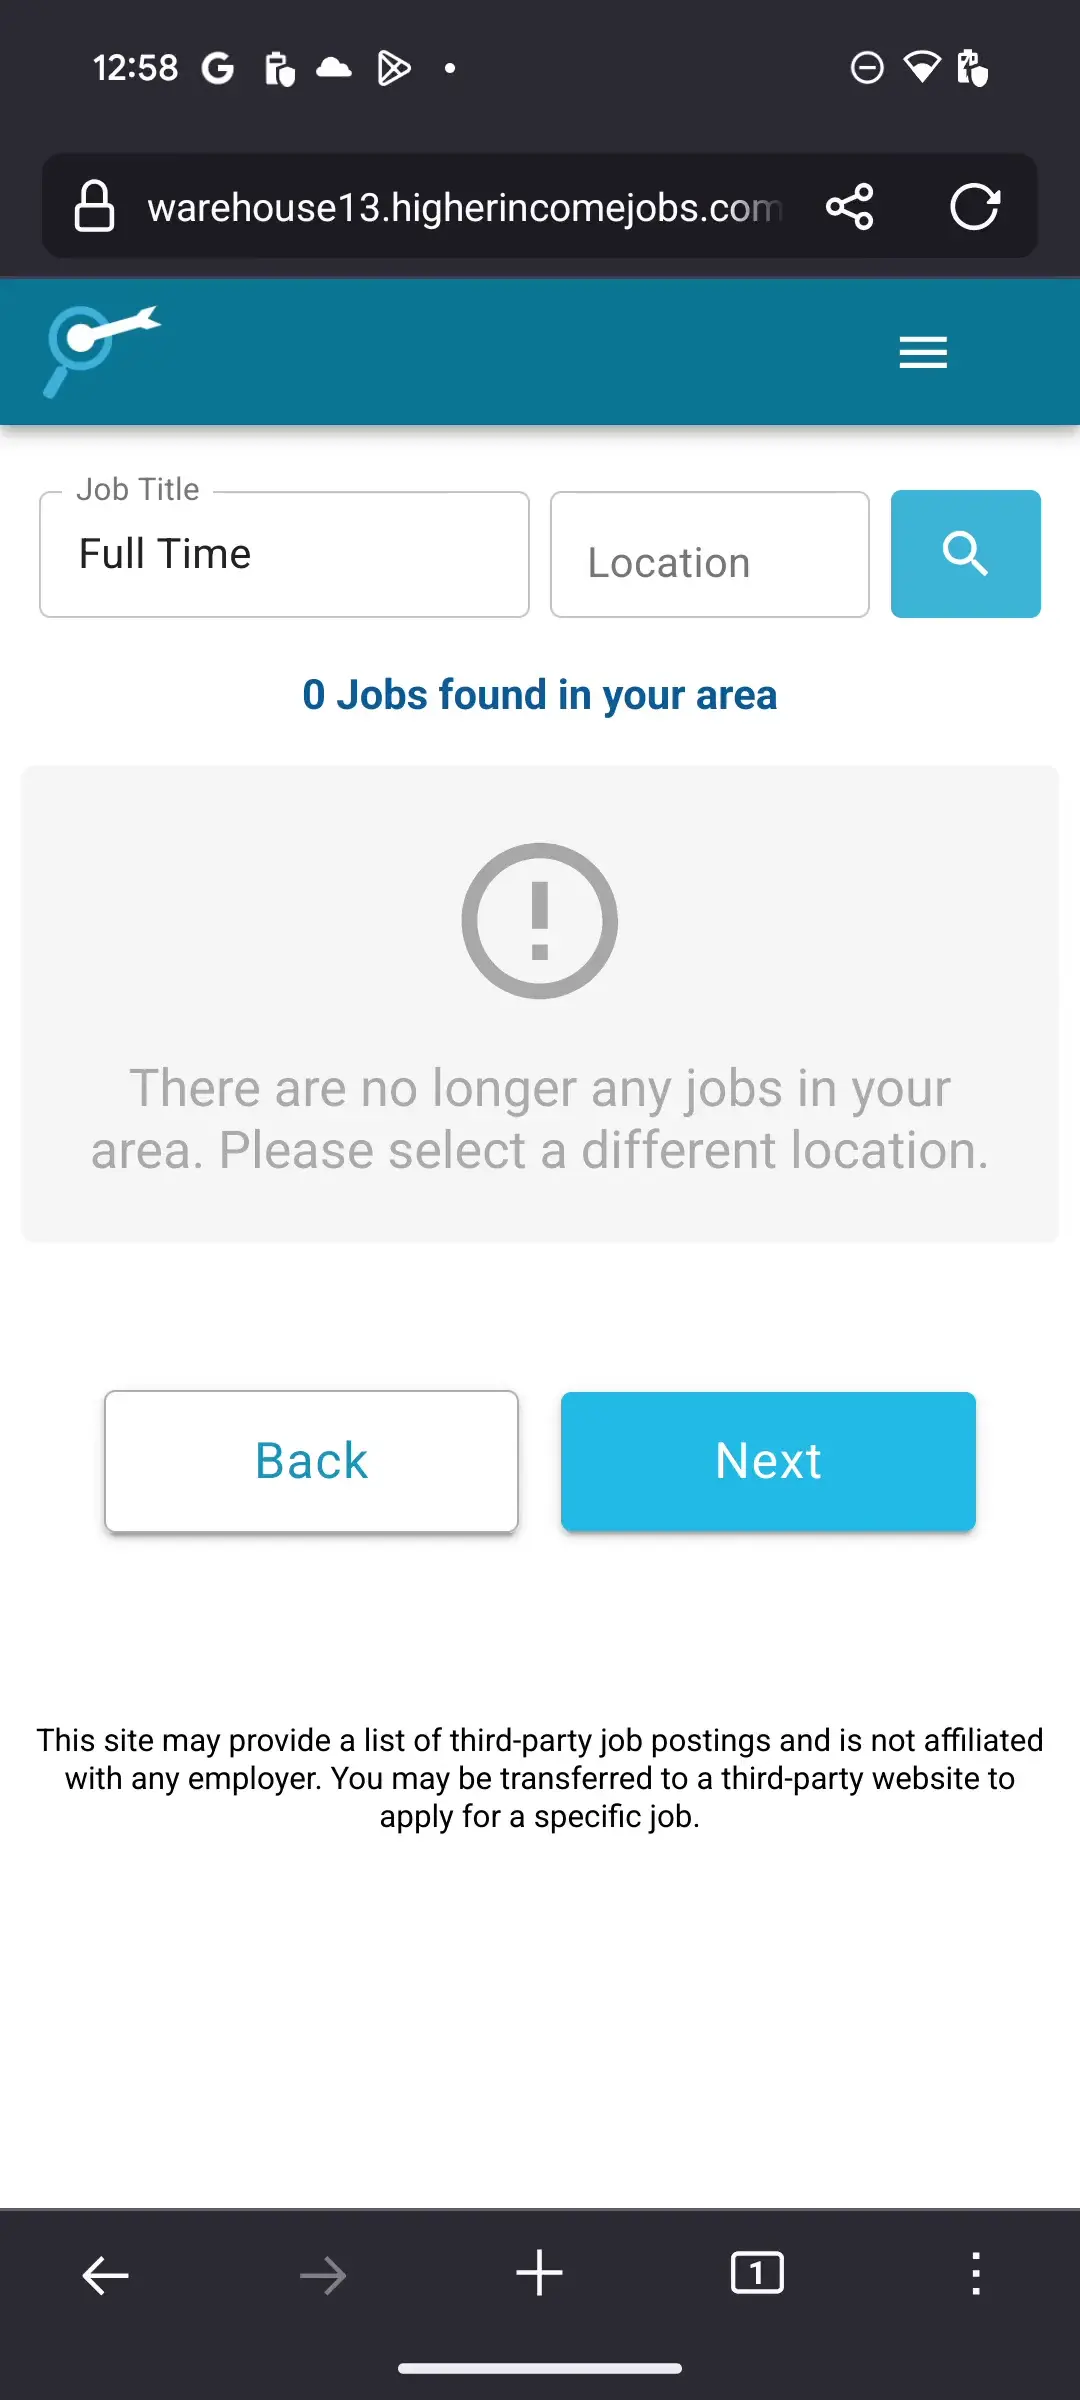 12:58
warehouse13.higherincomejobs.com
Job Title
Full Time
Location
0 Jobs found in your area
There are no longer any jobs in your
area. Please select a different location.
Back
Next
This site may provide a list of third-party job postings and is not affiliated
with any employer. You may be transferred to a third-party website to
apply for a specific job.
1